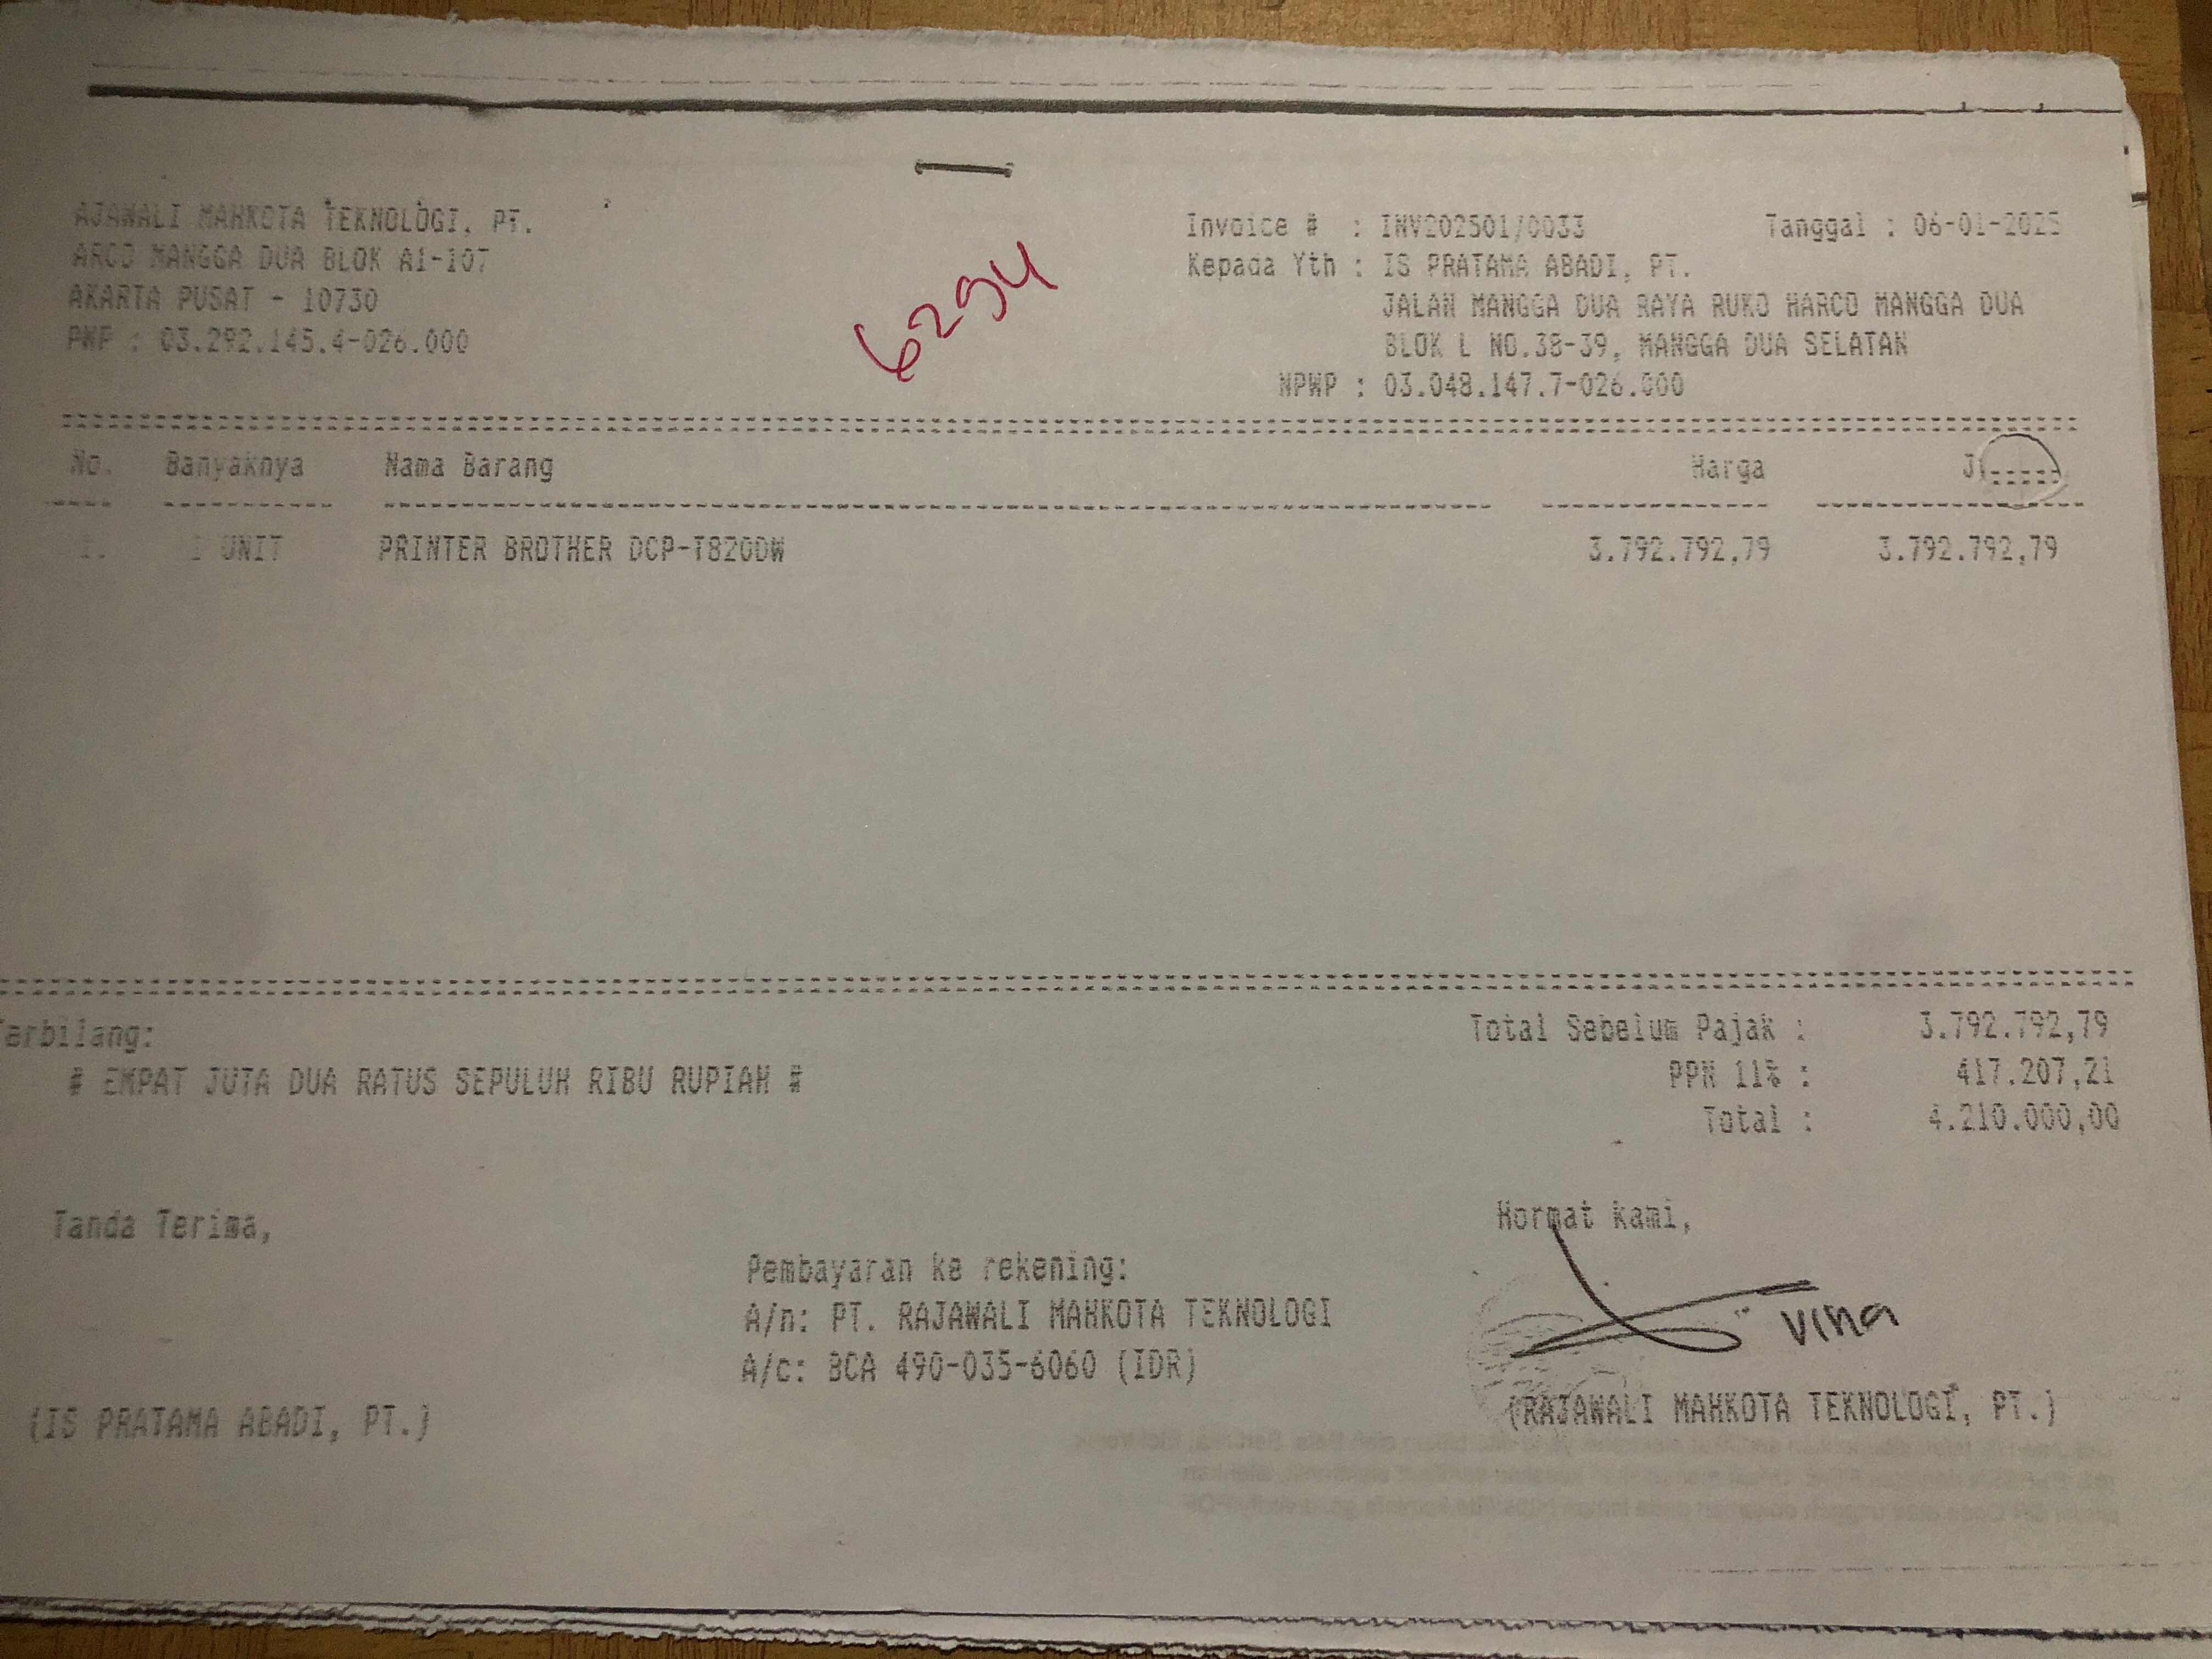 AJAWALI MAHKOTA TEKNOLOGI, PT.
ARCO MANGGA DUA BLOK A1-107
AKARTA PUSAT - 10730
PWP : 03.292.145.4-026.000
6294
Invoice # : INV202501/0033 Tanggal : 06-01-2025
Kepada Yth : IS PRATAMA ABADI, PT.
JALAN MANGGA DUA RAYA RUKO HARCO MANGGA DUA
BLOK L NO.38-39, MANGGA DUA SELATAN
NPWP : 03.048.147.7-026.000
No. Banyaknya Nama Barang Harga J
1. 1 UNIT PRINTER BROTHER DCP-T820DW 3.792.792,79 3.792.792,79
erbilang: Total Sebelum Pajak : 3.792.792,79
# EMPAT JUTA DUA RATUS SEPULUH RIBU RUPIAH # PPN 11% : 417.207,21
Total : 4.210.000,00
Tanda Terima, Hormat kami,
Pembayaran ke rekening:
A/n: PT. RAJAWALI MAHKOTA TEKNOLOGI
Vina
A/c: BCA 490-035-6060 (IDR)
(IS PRATAMA ABADI, PT.) (RAJAWALI MAHKOTA TEKNOLOGI, PT.)